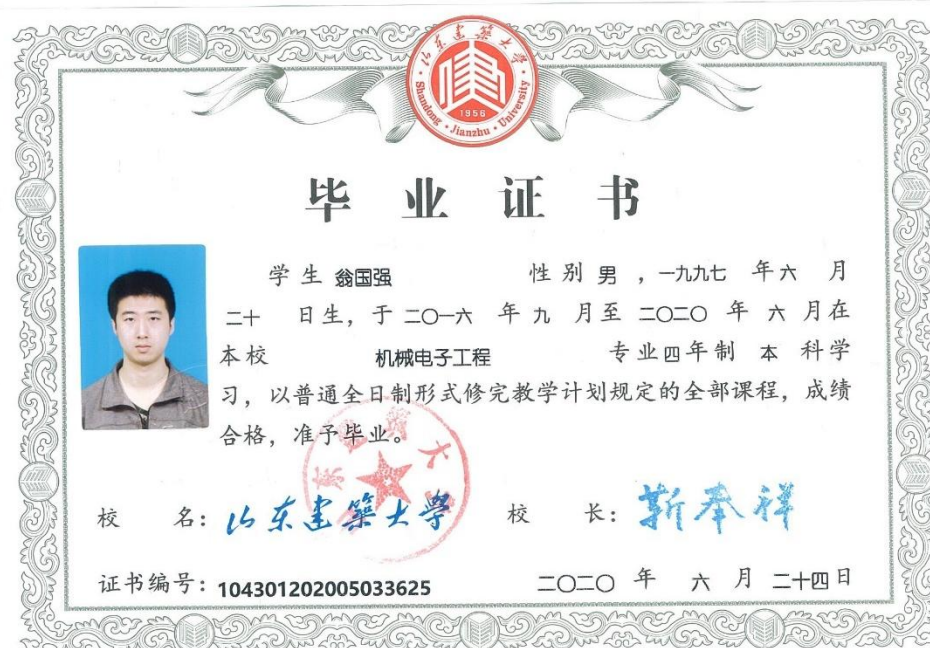 山东建筑大学
Shandong Jianzhu University
1956
毕业证书
学生 翁国强 性别 男 ，一九九七 年 六 月
二十 日生，于 二〇一六 年 九 月至 二〇二〇 年 六 月在
本校 机械电子工程 专业 四 年制 本 科学
习，以普通全日制形式修完教学计划规定的全部课程，成绩
合格，准予毕业。
校 名：山东建筑大学 校 长：靳奉祥
证书编号：104301202005033625 二〇二〇 年 六 月 二十四 日